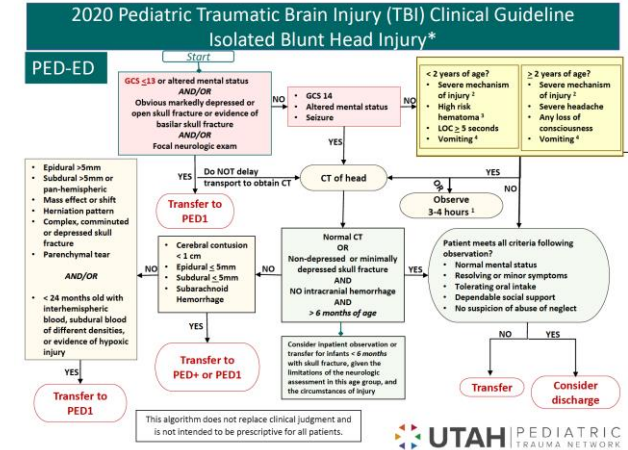 2020 Pediatric Traumatic Brain Injury (TBI) Clinical Guideline
Isolated Blunt Head Injury*
PED-ED
Start
GCS <13 or altered mental status
AND/OR
Obvious markedly depressed or
open skull fracture or evidence of
basilar skull fracture
AND/OR
Focal neurologic exam
NO
• GCS 14
• Altered mental status
• Seizure
NO
< 2 years of age?
• Severe mechanism
of injury ²
• High risk
hematoma ³
• LOC > 5 seconds
• Vomiting ⁴
> 2 years of age?
• Severe mechanism
of injury ²
• Severe headache
• Any loss of
consciousness
• Vomiting ⁴
YES
Do NOT delay
transport to obtain CT
Transfer to
PED1
YES
CT of head
YES
OR
Observe
3-4 hours ¹
NO
• Epidural >5mm
• Subdural >5mm or
pan-hemispheric
• Mass effect or shift
• Herniation pattern
• Complex, comminuted
or depressed skull
fracture
• Parenchymal tear
AND/OR
• < 24 months old with
interhemispheric
blood, subdural blood
of different densities,
or evidence of hypoxic
injury
NO
• Cerebral contusion
< 1 cm
• Epidural < 5mm
• Subdural < 5mm
• Subarachnoid
Hemorrhage
NO
Normal CT
OR
Non-depressed or minimally
depressed skull fracture
AND
NO intracranial hemorrhage
AND
> 6 months of age
YES
Patient meets all criteria following
observation?
• Normal mental status
• Resolving or minor symptoms
• Tolerating oral intake
• Dependable social support
• No suspicion of abuse of neglect
YES
Transfer to
PED1
YES
Transfer to
PED+ or PED1
Consider inpatient observation or
transfer for infants < 6 months
with skull fracture, given the
limitations of the neurologic
assessment in this age group, and
the circumstances of injury
NO
YES
Transfer
Consider
discharge
This algorithm does not replace clinical judgment and
is not intended to be prescriptive for all patients.
UTAH PEDIATRIC
TRAUMA NETWORK